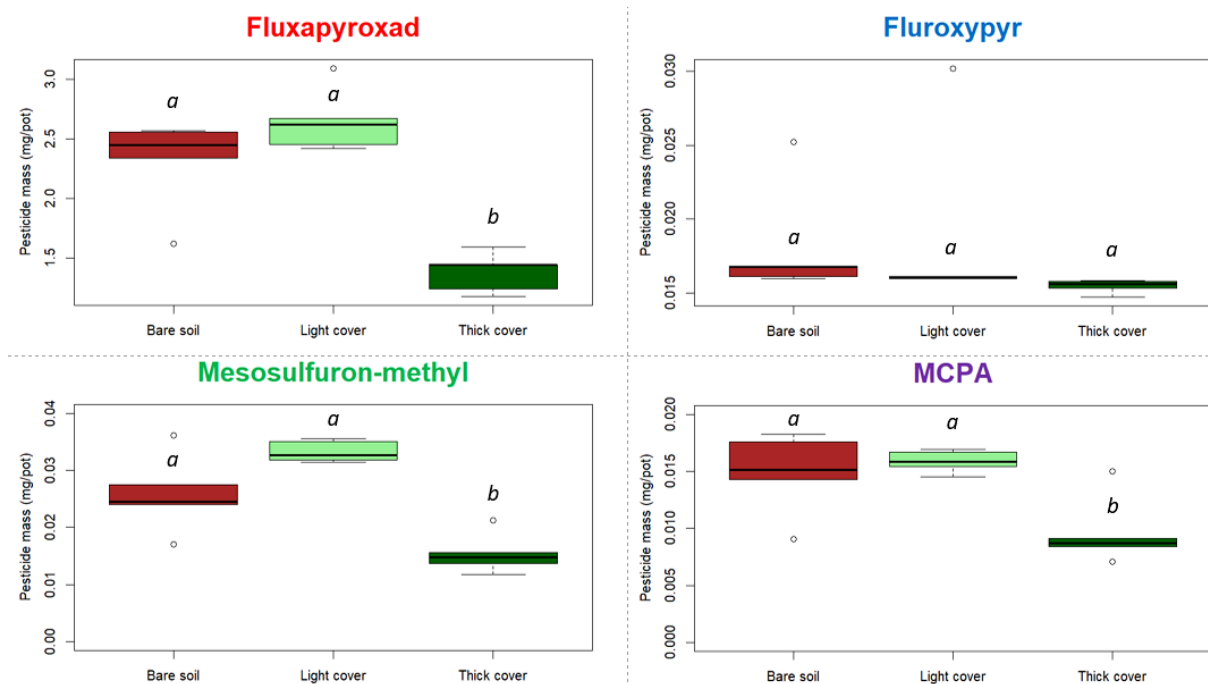 Fluxapyroxad
Pesticide mass (mg/pot)
3.0
2.5
2.0
1.5
a
a
b
Bare soil
Light cover
Thick cover
Fluroxypyr
Pesticide mass (mg/pot)
0.030
0.025
0.020
0.015
a
a
a
Bare soil
Light cover
Thick cover
Mesosulfuron-methyl
Pesticide mass (mg/pot)
0.04
0.03
0.02
0.01
0.00
a
a
b
Bare soil
Light cover
Thick cover
MCPA
Pesticide mass (mg/pot)
0.020
0.015
0.010
0.005
0.000
a
a
b
Bare soil
Light cover
Thick cover